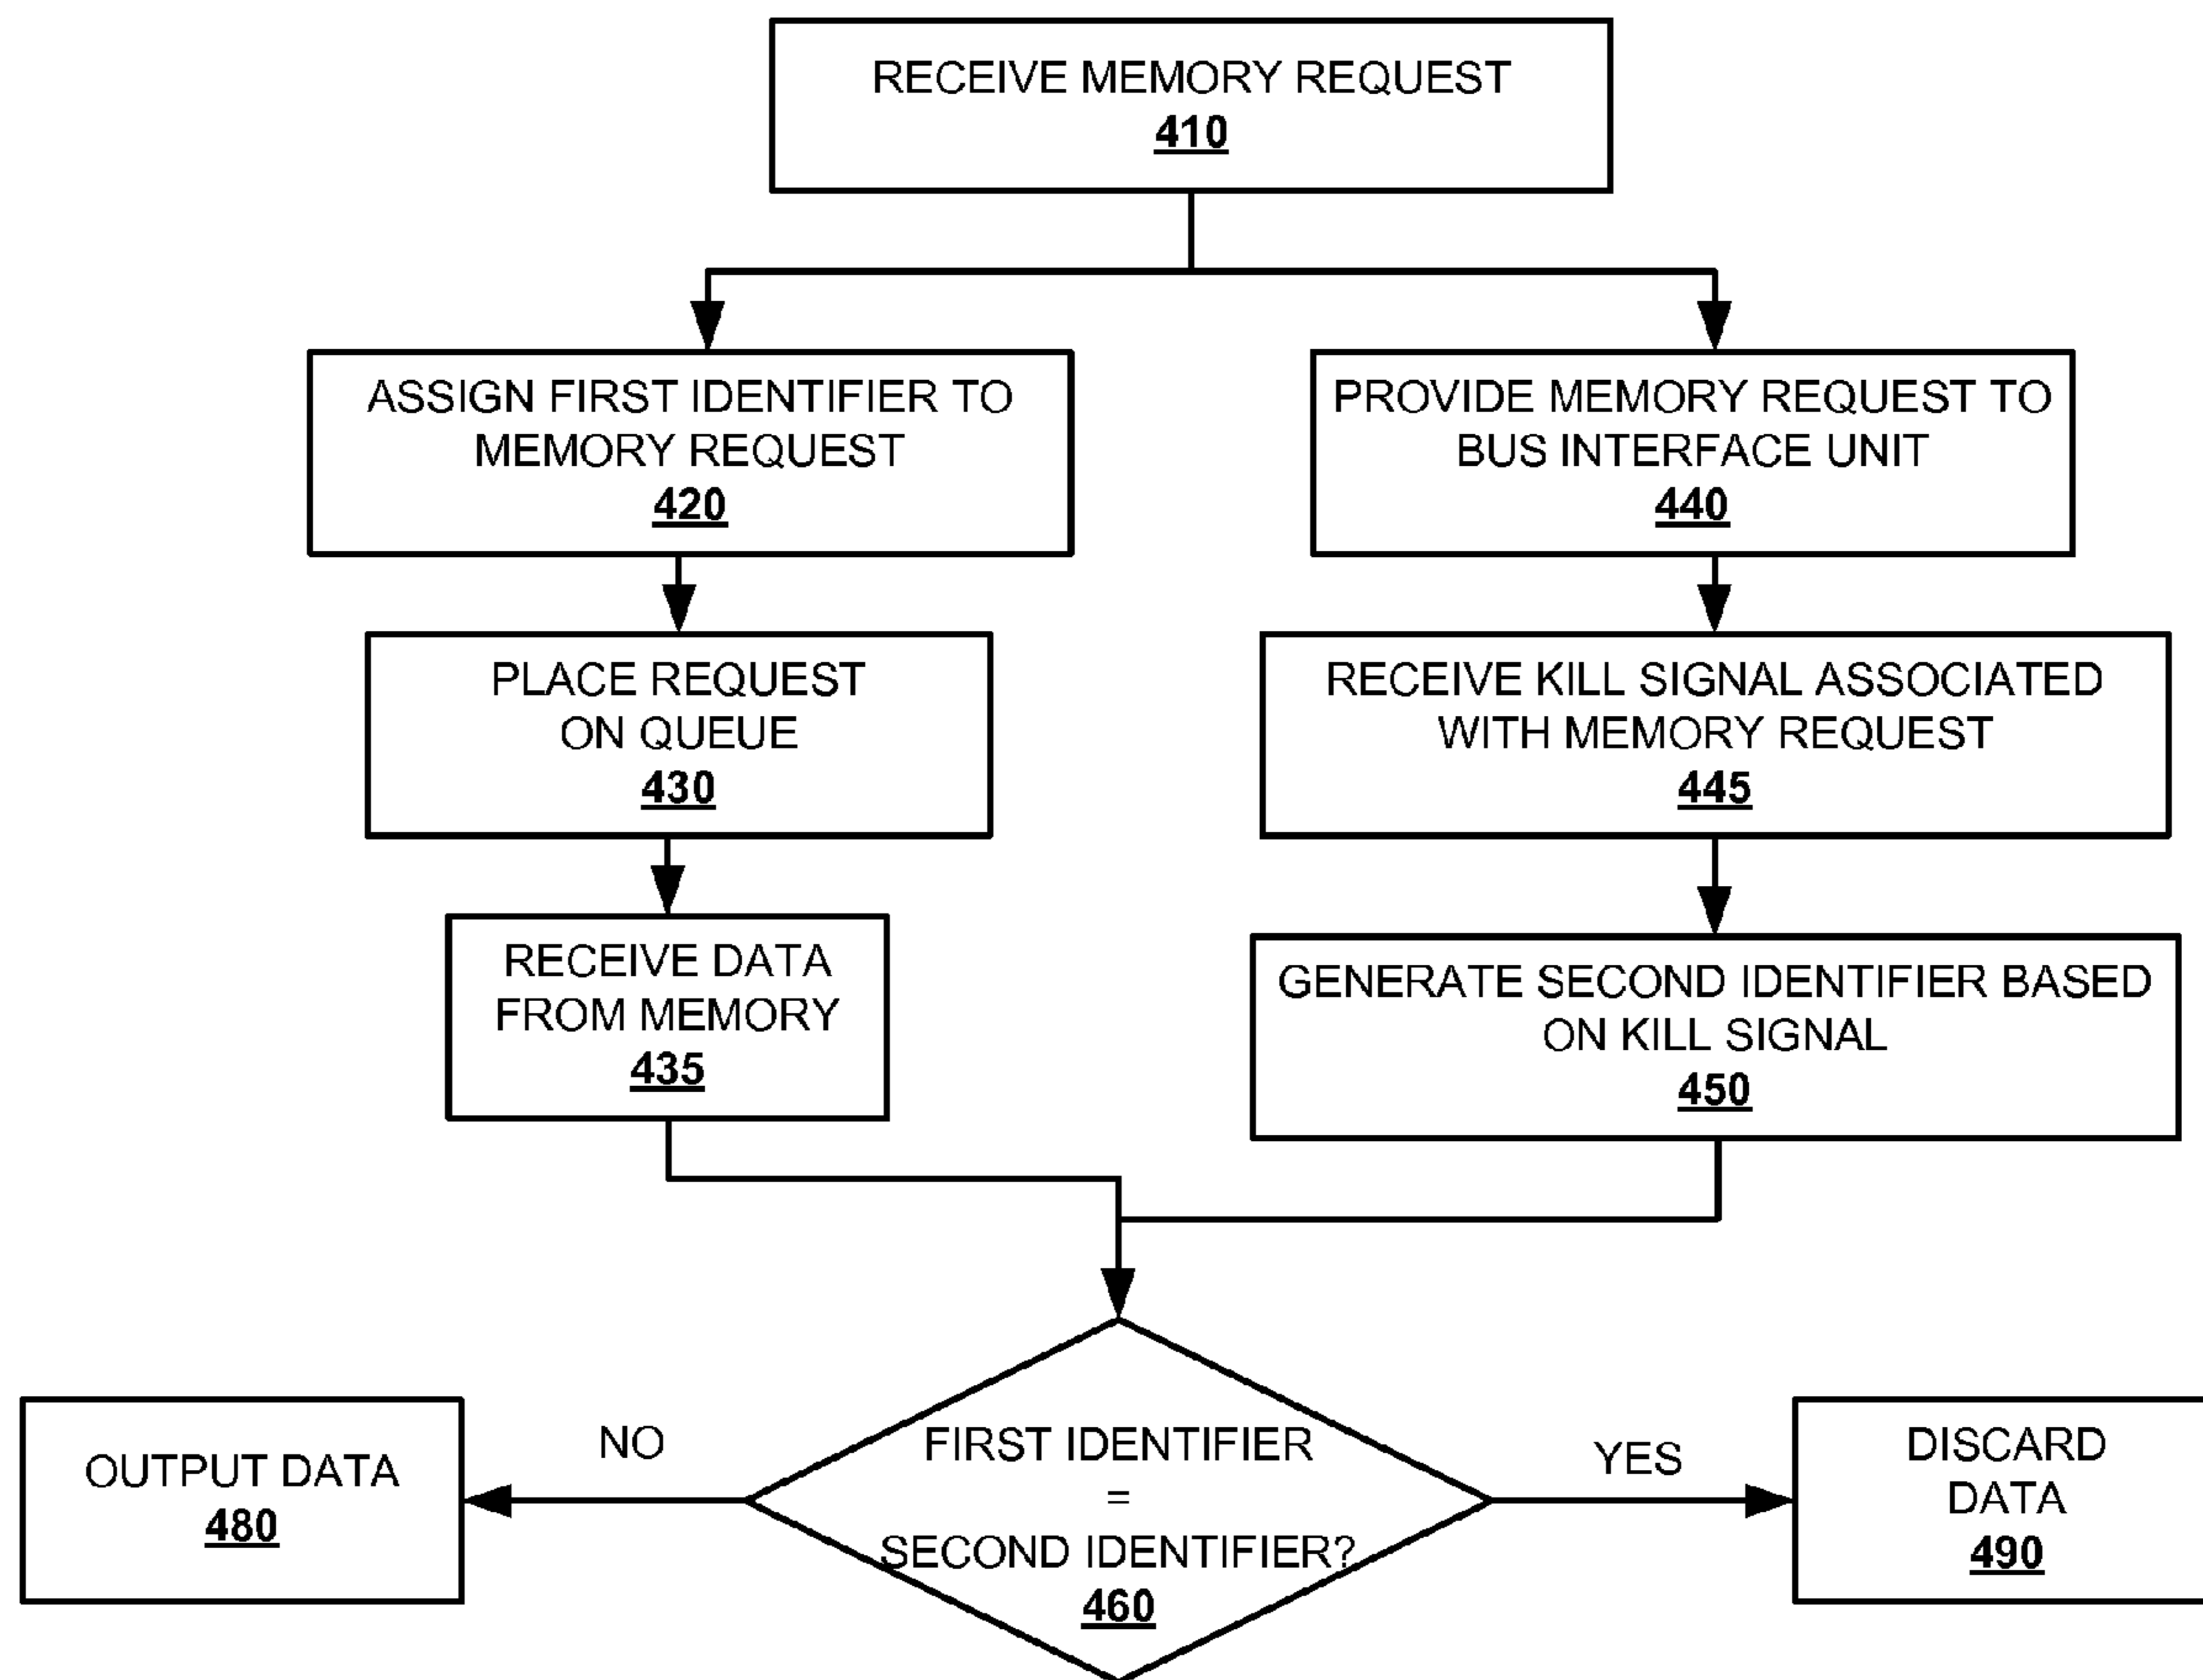 RECEIVE MEMORY REQUEST
410
ASSIGN FIRST IDENTIFIER TO
MEMORY REQUEST
420
PROVIDE MEMORY REQUEST TO
BUS INTERFACE UNIT
440
PLACE REQUEST
ON QUEUE
430
RECEIVE KILL SIGNAL ASSOCIATED
WITH MEMORY REQUEST
445
RECEIVE DATA
FROM MEMORY
435
GENERATE SECOND IDENTIFIER BASED
ON KILL SIGNAL
450
OUTPUT DATA
480
NO
FIRST IDENTIFIER
=
SECOND IDENTIFIER?
460
YES
DISCARD
DATA
490